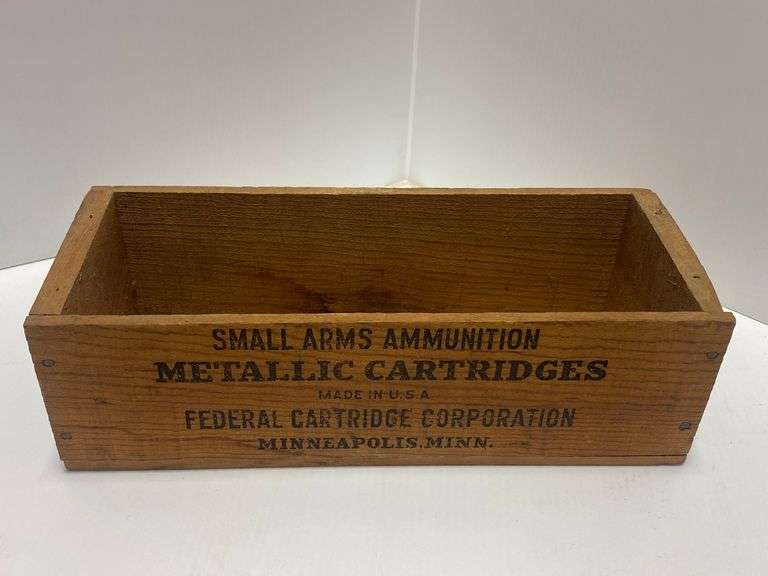 SMALL ARMS AMMUNITION
METALLIC CARTRIDGES
MADE IN U.S.A
FEDERAL CARTRIDGE CORPORATION
MINNEAPOLIS, MINN.